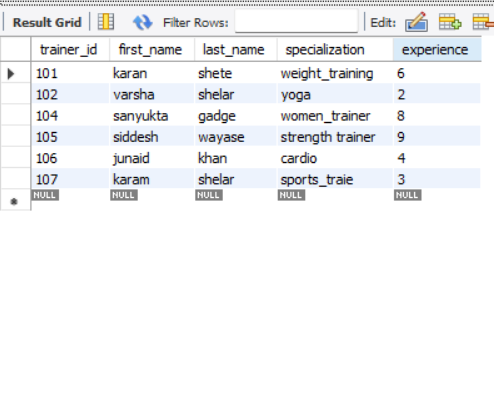 Result Grid Filter Rows: Edit:
trainer_id first_name last_name specialization experience
101 karan shete weight_training 6
102 varsha shelar yoga 2
104 sanyukta gadge women_trainer 8
105 siddesh wayase strength trainer 9
106 junaid khan cardio 4
107 karam shelar sports_traie 3
NULL NULL NULL NULL NULL